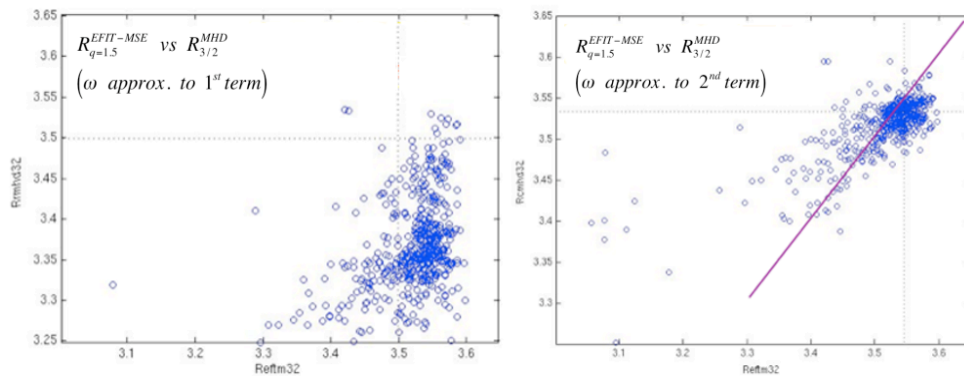 R_{q=1.5}^{EFIT-MSE} vs R_{3/2}^{MHD}
(ω approx. to 1^{st} term)
3.65
3.6
3.55
3.5
3.45
3.4
3.35
3.3
3.25
3.1 3.2 3.3 3.4 3.5 3.6
Reftm32
R_{q=1.5}^{EFIT-MSE} vs R_{3/2}^{MHD}
(ω approx. to 2^{nd} term)
3.65
3.6
3.55
3.5
3.45
3.4
3.35
3.3
3.1 3.2 3.3 3.4 3.5 3.6
Reftm32